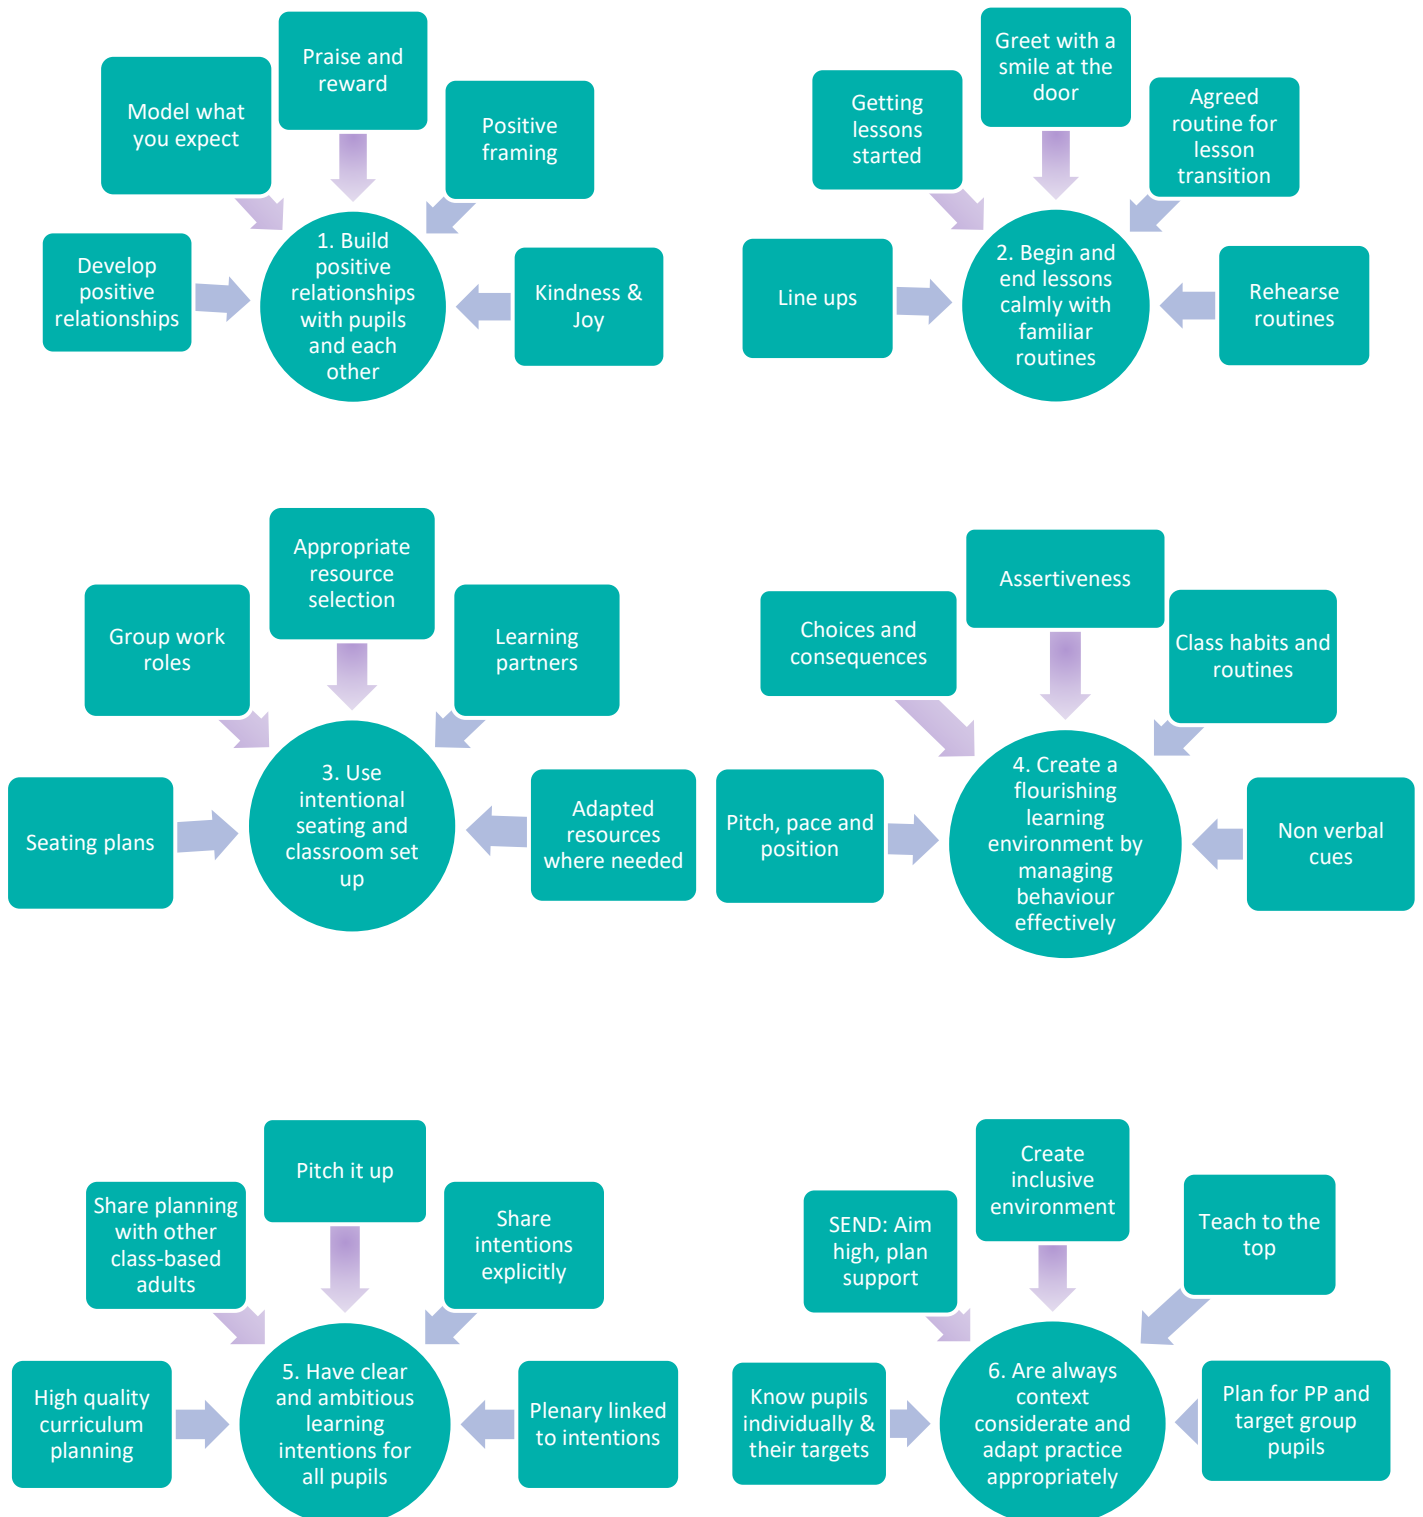 Praise and
reward
Model what
you expect
Positive
framing
Develop
positive
relationships
Kindness &
Joy
1. Build
positive
relationships
with pupils
and each
other
Greet with a
smile at the
door
Getting
lessons
started
Agreed
routine for
lesson
transition
Line ups
Rehearse
routines
2. Begin and
end lessons
calmly with
familiar
routines
Appropriate
resource
selection
Group work
roles
Learning
partners
Seating plans
Adapted
resources
where needed
3. Use
intentional
seating and
classroom set
up
Assertiveness
Choices and
consequences
Class habits and
routines
Pitch, pace and
position
Non verbal
cues
4. Create a
flourishing
learning
environment by
managing
behaviour
effectively
Pitch it up
Share planning
with other
class-based
adults
Share
intentions
explicitly
High quality
curriculum
planning
Plenary linked
to intentions
5. Have clear
and ambitious
learning
intentions for
all pupils
Create
inclusive
environment
SEND: Aim
high, plan
support
Teach to the
top
Know pupils
individually &
their targets
Plan for PP and
target group
pupils
6. Are always
context
considerate and
adapt practice
appropriately